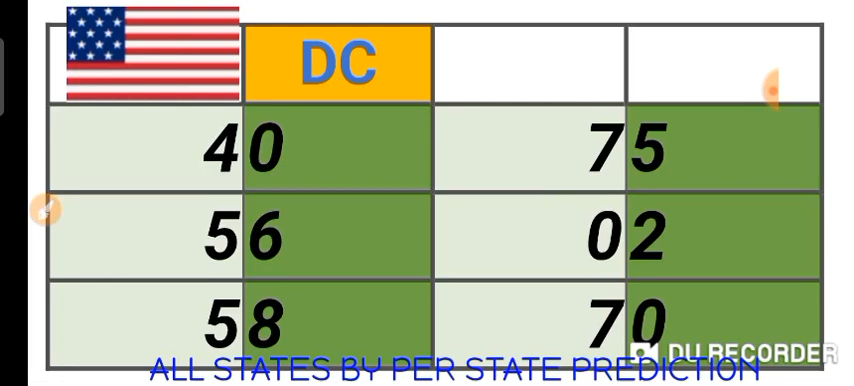 DC
40 75
56 02
58 70
DU RECORDER
ALL STATES BY PER STATE PREDICTION